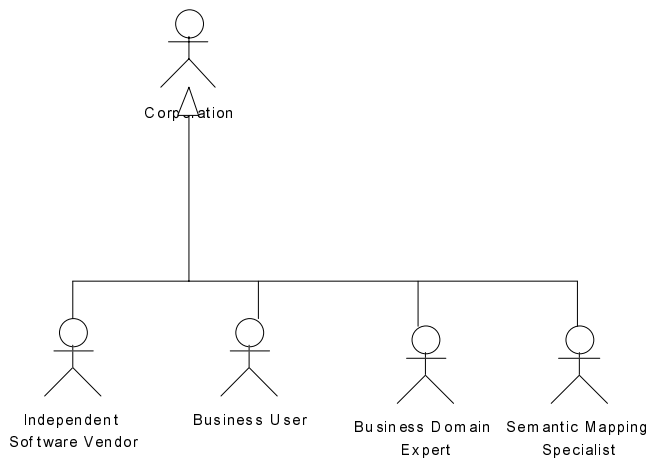 Corporation
Independent
Software Vendor
Business User
Business Domain
Expert
Semantic Mapping
Specialist